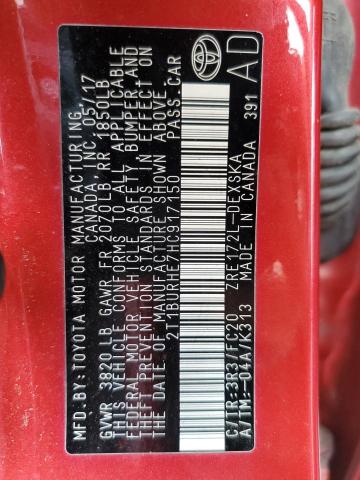 MFD.BY:TOYOTA MOTOR MANUFACTURING
CANADA, INC. 05/17
GVWR 3820LB GAWR FR 2070LB RR 1850LB
THIS VEHICLE CONFORMS TO ALL APPLICABLE
FEDERAL MOTOR VEHICLE SAFETY, BUMPER, AND
THEFT PREVENTION STANDARDS IN EFFECT ON
THE DATE OF MANUFACTURE SHOWN ABOVE.
2T1BURHE7HC917150 PASS.CAR
C/TR:3R3/FC20 ZRE172L-DEXSKA
A/TM:-04A/K313 MADE IN CANADA 391
AD